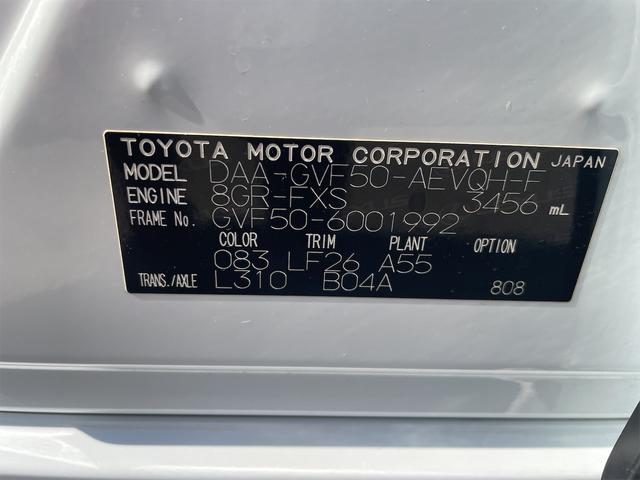 TOYOTA MOTOR CORPORATION JAPAN
MODEL DAA-GVF50-AEVQH-F
ENGINE 8GR-FXS 3456 mL
FRAME No. GVF50-6001992
COLOR TRIM PLANT OPTION
083 LF26 A55
TRANS./AXLE L310 B04A 808